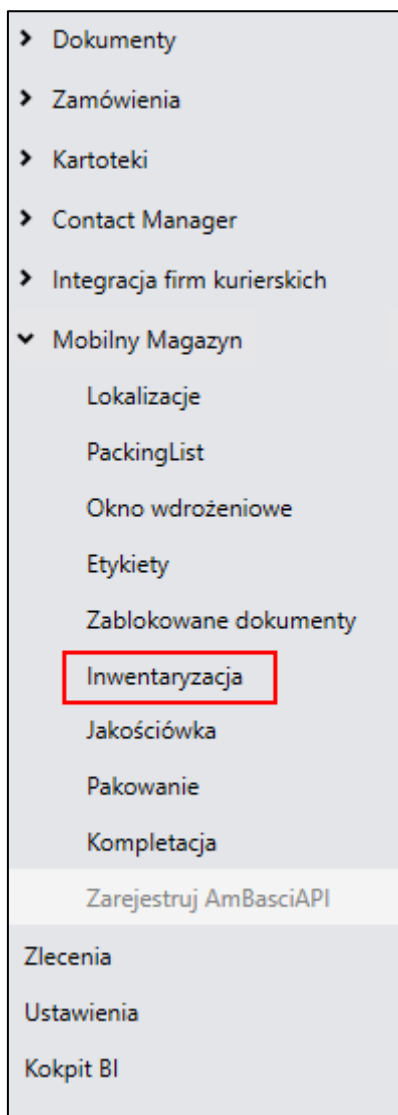 Dokumenty
Zamówienia
Kartoteki
Contact Manager
Integracja firm kurierskich
Mobilny Magazyn
Lokalizacje
PackingList
Okno wdrożeniowe
Etykiety
Zablokowane dokumenty
Inwentaryzacja
Jakościówka
Pakowanie
Kompletacja
Zarejestruj AmBasciAPI
Zlecenia
Ustawienia
Kokpit BI